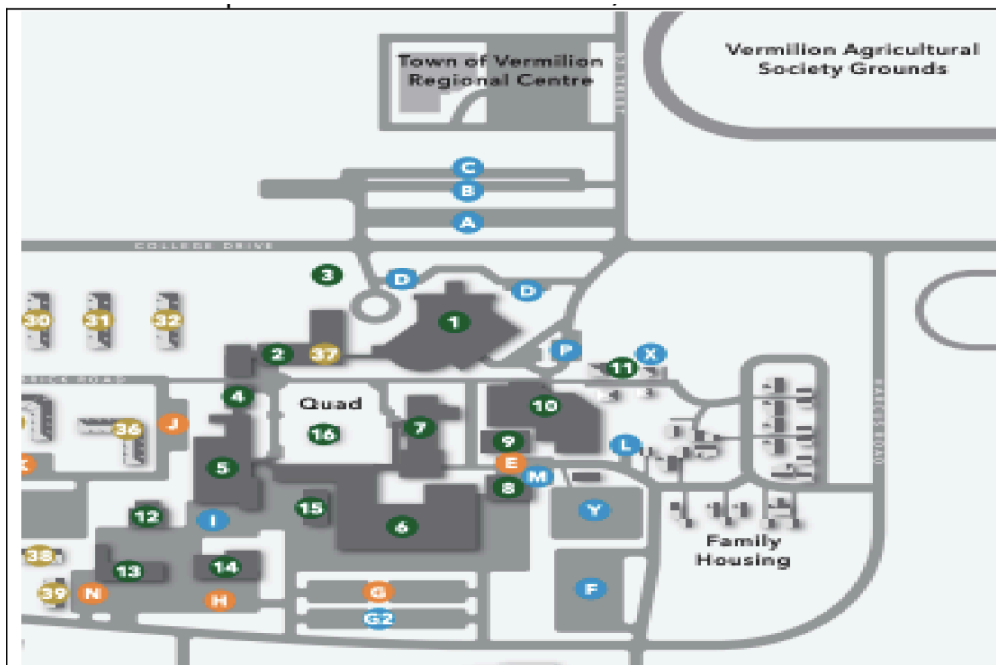 Town of Vermilion
Regional Centre
Vermilion Agricultural
Society Grounds
C
B
A
COLLEGE DRIVE
3
D
D
1
30
31
32
2
37
P
11
X
4
Quad
10
J
36
16
7
9
L
5
E
M
8
12
I
15
6
Y
Family
Housing
38
13
14
39
N
H
G
F
G2